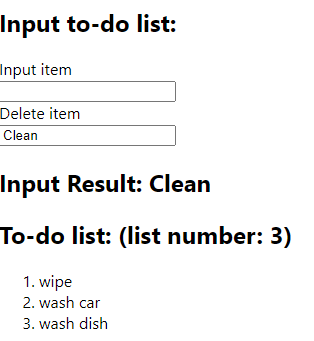 Input to-do list:
Input item
Delete item
Clean
Input Result: Clean
To-do list: (list number: 3)
1. wipe
2. wash car
3. wash dish